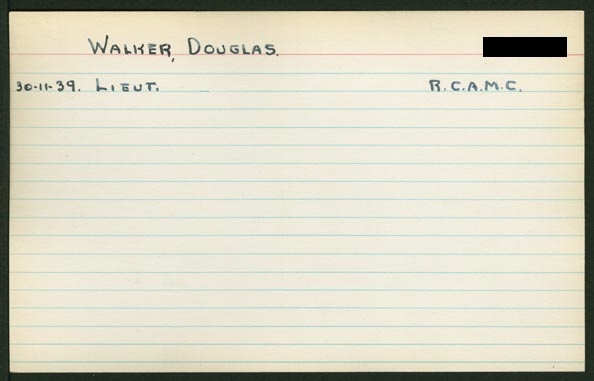 WALKER, DOUGLAS.
30-11-39. LIEUT. R.C.A.M.C.